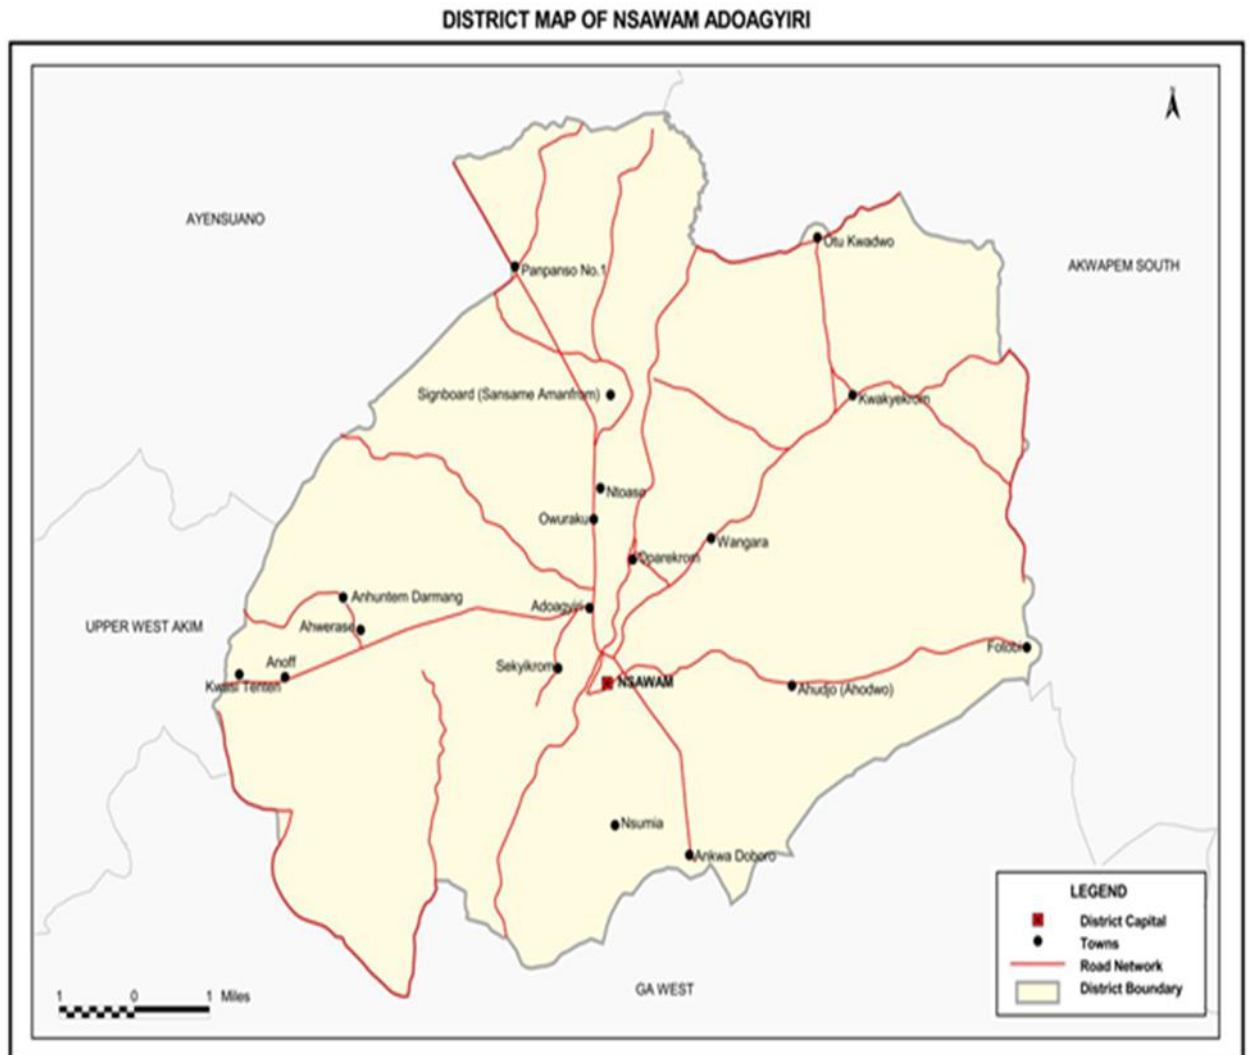 DISTRICT MAP OF NSAWAM ADOAGYIRI
AYENSUANO
AKWAPEM SOUTH
Otu Kwadwo
Panpanso No.1
Signboard (Sansame Amanfrom)
Kwakyekrom
Ntoaso
Owuraku
Oparekrom
Wangara
Anhuntem Darmang
Adoagyiri
Ahwerase
UPPER WEST AKIM
Anoff
Kwasi Tenten
Sekyikrom
NSAWAM
Fotobi
Ahudjo (Ahodwo)
Nsumia
Ankwa Doboro
GA WEST
LEGEND
District Capital
Towns
Road Network
District Boundary
1 0 1 Miles